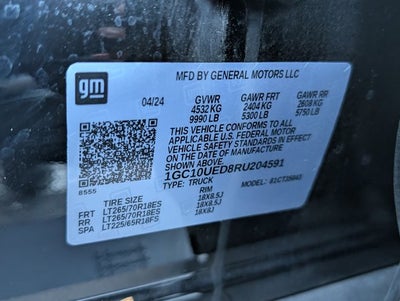 gm
MFD BY GENERAL MOTORS LLC
04/24 GVWR GAWR FRT GAWR RR
4532 KG 2404 KG 2608 KG
9990 LB 5300 LB 5750 LB
THIS VEHICLE CONFORMS TO ALL
APPLICABLE U.S. FEDERAL MOTOR
VEHICLE SAFETY STANDARDS IN
EFFECT ON THE DATE OF MANUFACTURE
SHOWN ABOVE.
1GC10UED8RU204591
8555 TYPE: TRUCK MODEL:
TIRE SIZE RIM
FRT LT265/70R18ES 18X8.5J
RR LT265/70R18ES 18X8.5J
SPA LT225/65R18FS 18X8J